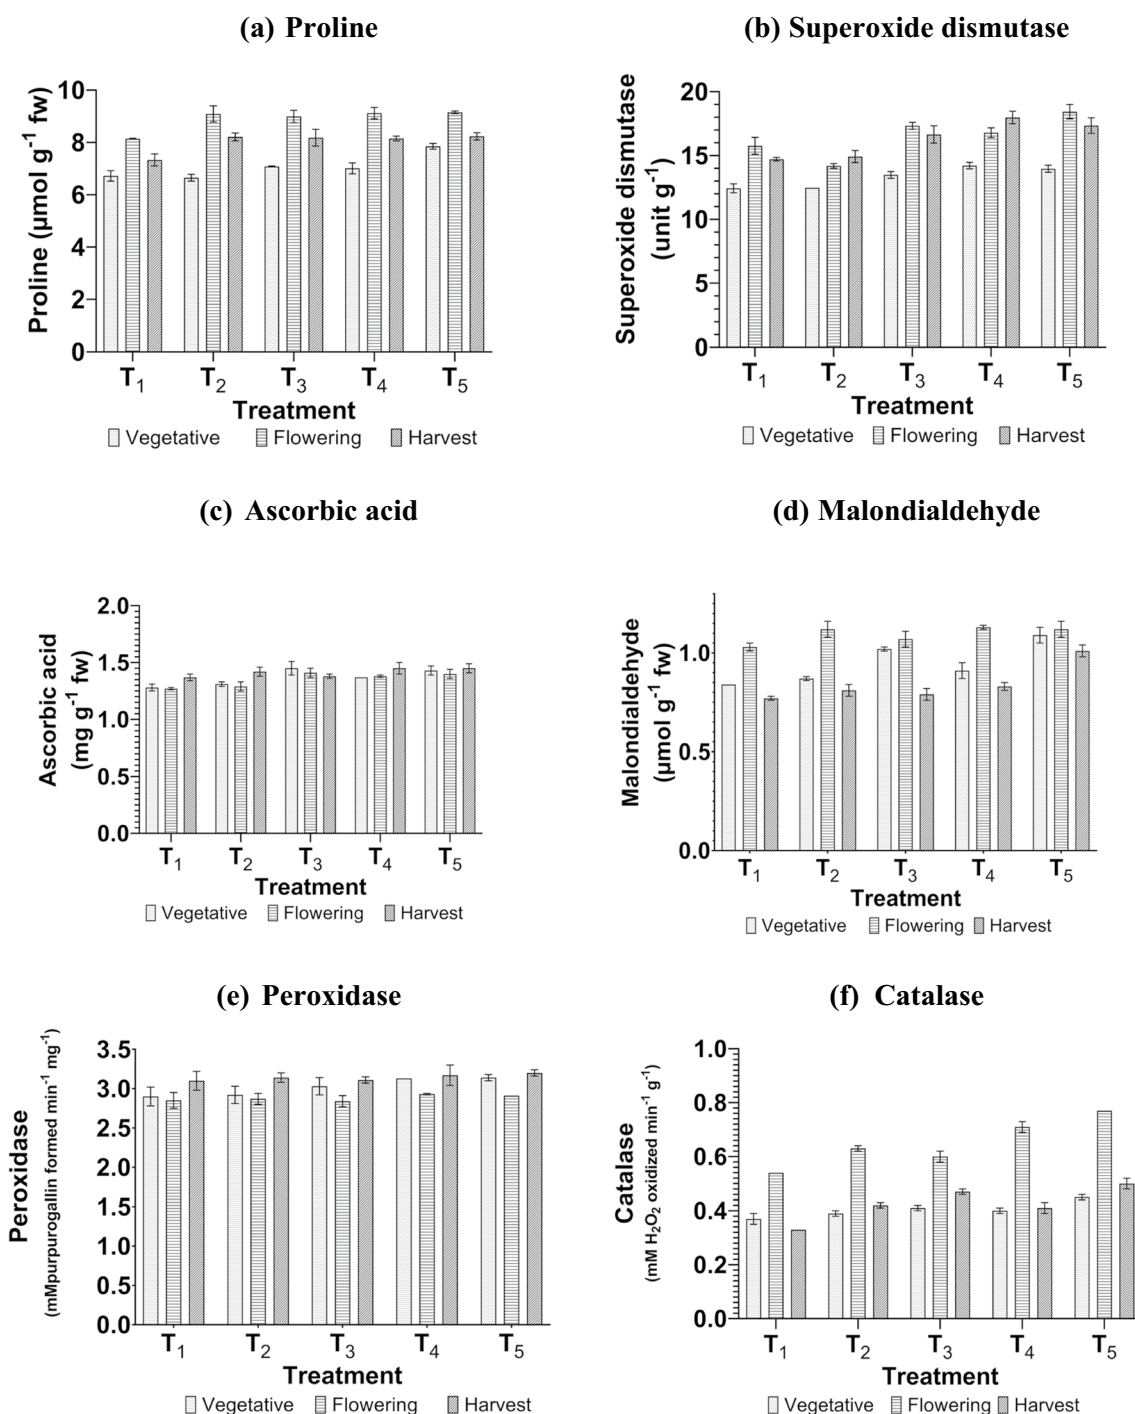 (a) Proline
Proline (µmol g⁻¹ fw)
10
8
6
4
2
0
T₁ T₂ T₃ T₄ T₅
Treatment
Vegetative Flowering Harvest
(b) Superoxide dismutase
Superoxide dismutase
(unit g⁻¹)
20
15
10
5
0
T₁ T₂ T₃ T₄ T₅
Treatment
Vegetative Flowering Harvest
(c) Ascorbic acid
Ascorbic acid
(mg g⁻¹ fw)
2.0
1.5
1.0
0.5
0.0
T₁ T₂ T₃ T₄ T₅
Treatment
Vegetative Flowering Harvest
(d) Malondialdehyde
Malondialdehyde
(µmol g⁻¹ fw)
1.0
0.5
0.0
T₁ T₂ T₃ T₄ T₅
Treatment
Vegetative Flowering Harvest
(e) Peroxidase
Peroxidase
(mMpurpurogallin formed min⁻¹ mg⁻¹)
3.5
3.0
2.5
2.0
1.5
1.0
0.5
0.0
T₁ T₂ T₃ T₄ T₅
Treatment
Vegetative Flowering Harvest
(f) Catalase
Catalase
(mM H₂O₂ oxidized min⁻¹ g⁻¹)
1.0
0.8
0.6
0.4
0.2
0.0
T₁ T₂ T₃ T₄ T₅
Treatment
Vegetative Flowering Harvest